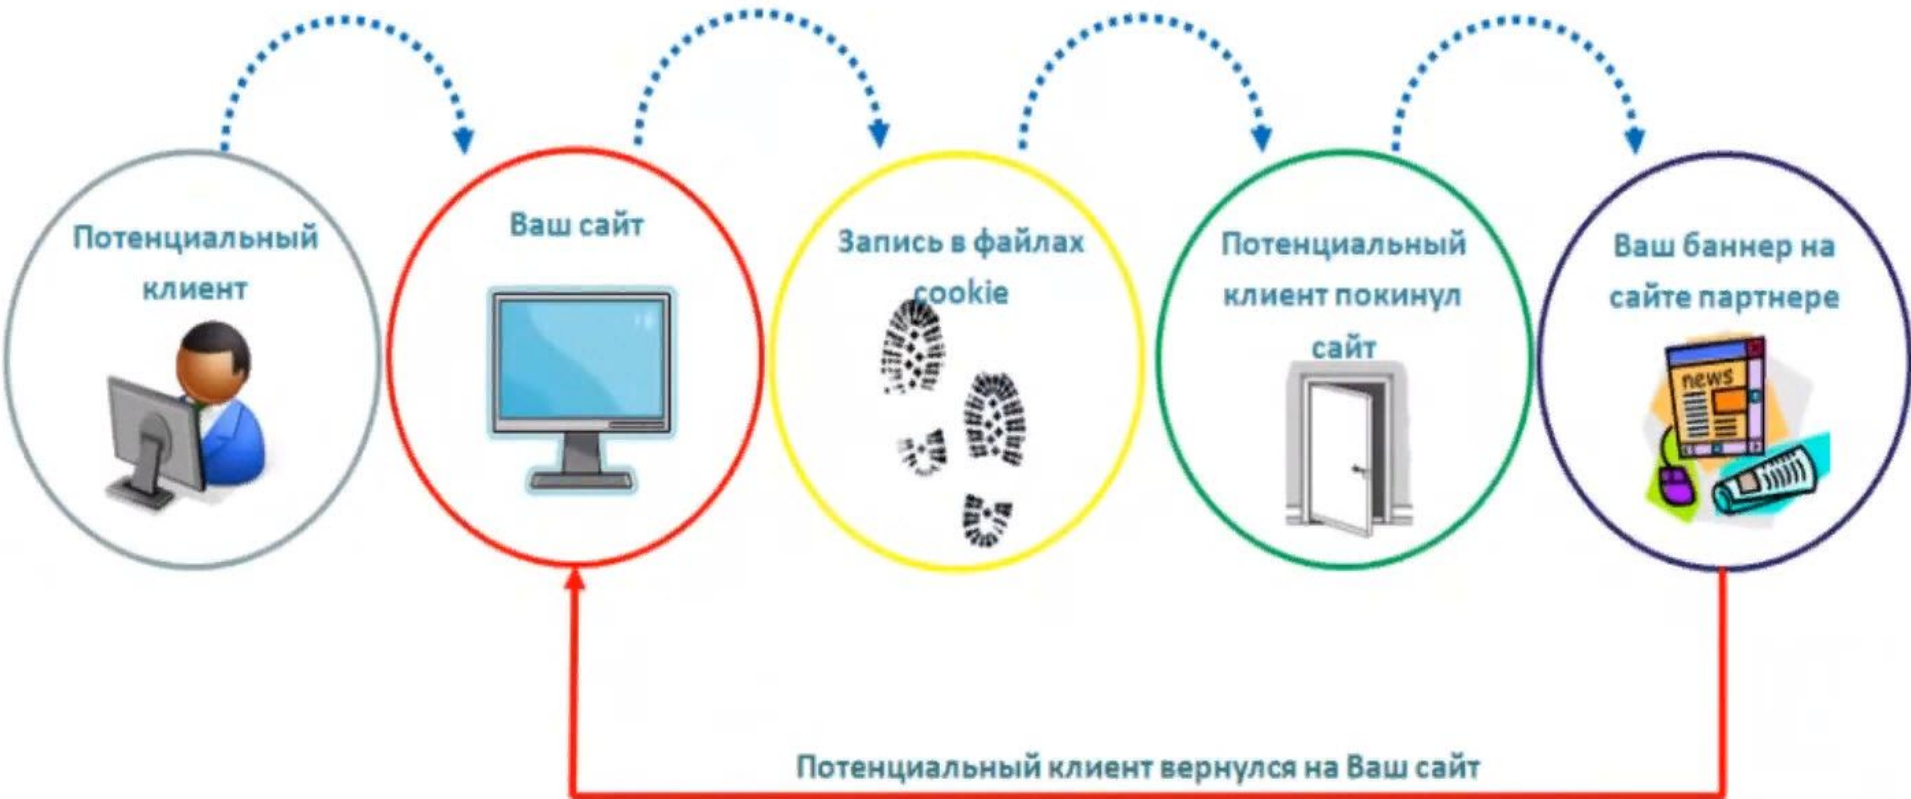 Потенциальный
клиент
Ваш сайт
Запись в файлах
cookie
Потенциальный
клиент покинул
сайт
Ваш баннер на
сайте партнере
news
Потенциальный клиент вернулся на Ваш сайт